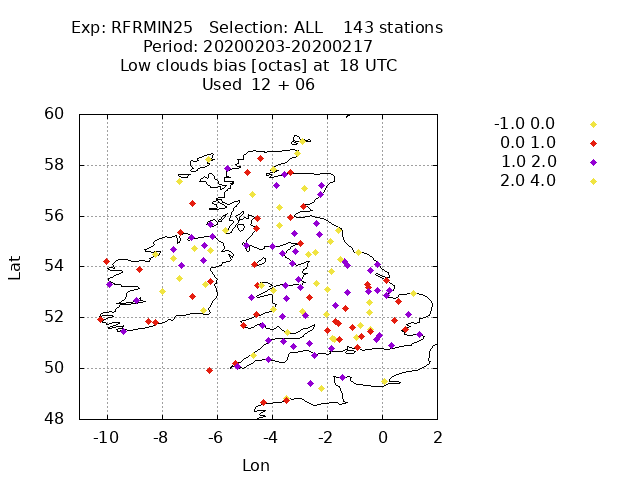 Exp: RFRMIN25 Selection: ALL 143 stations
Period: 20200203-20200217
Low clouds bias [octas] at 18 UTC
Used 12 + 06
-1.0 0.0
0.0 1.0
1.0 2.0
2.0 4.0
60
58
56
54
52
50
48
Lat
-10 -8 -6 -4 -2 0 2
Lon